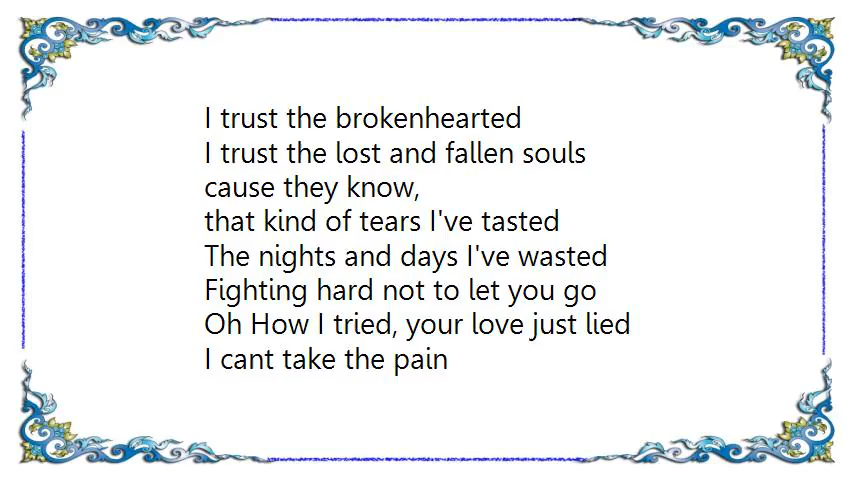 I trust the brokenhearted
I trust the lost and fallen souls
cause they know,
that kind of tears I've tasted
The nights and days I've wasted
Fighting hard not to let you go
Oh How I tried, your love just lied
I cant take the pain